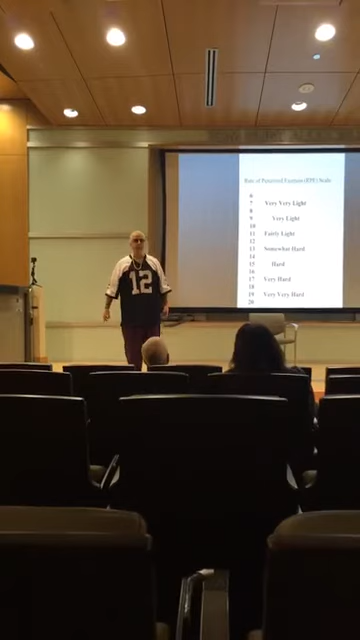 Rate of Perceived Exertion (RPE) Scale
6
7 Very Very Light
8
9 Very Light
10
11 Fairly Light
12
13 Somewhat Hard
14
15 Hard
16
17 Very Hard
18
19 Very Very Hard
20
12